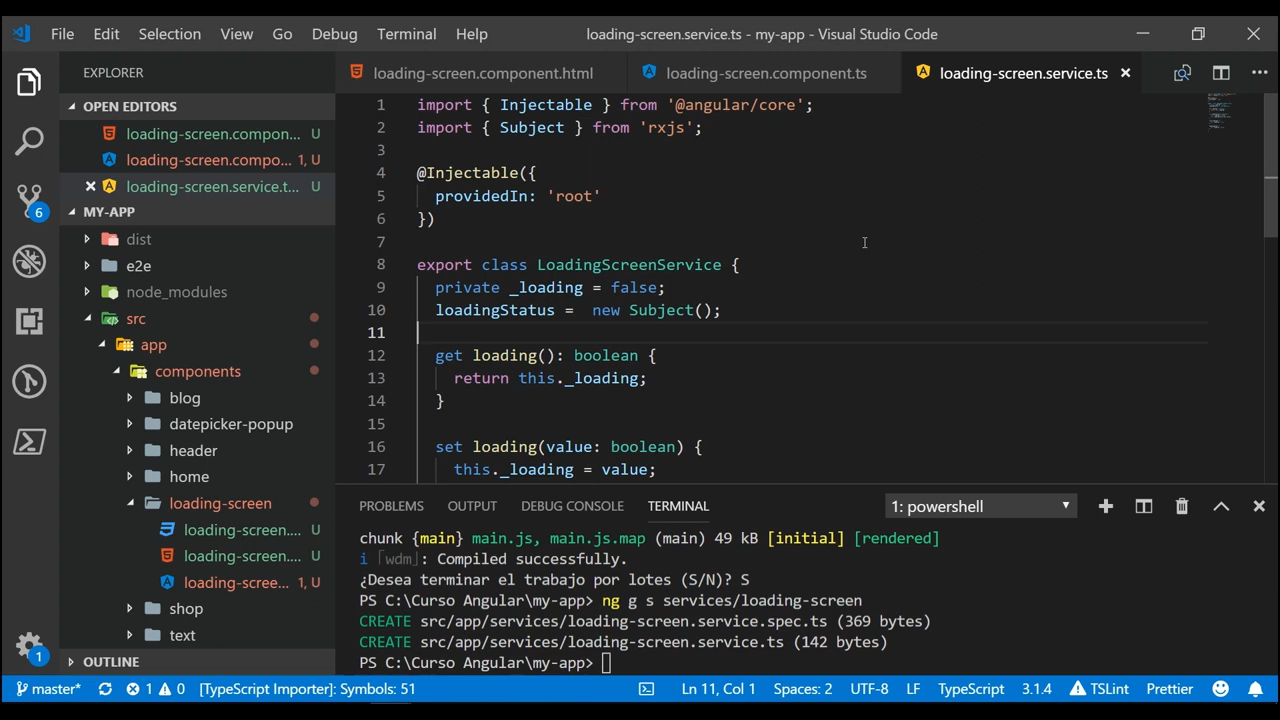 File Edit Selection View Go Debug Terminal Help loading-screen.service.ts - my-app - Visual Studio Code
EXPLORER
OPEN EDITORS
loading-screen.compon... U
loading-screen.compo... 1, U
loading-screen.service.t... U
MY-APP
dist
e2e
node_modules
src
app
components
blog
datepicker-popup
header
home
loading-screen
loading-screen.... U
loading-screen.... U
loading-scree... 1, U
shop
text
OUTLINE
6
1
loading-screen.component.html loading-screen.component.ts loading-screen.service.ts
1 import { Injectable } from '@angular/core';
2 import { Subject } from 'rxjs';
3
4 @Injectable({
5 providedIn: 'root'
6 })
7
8 export class LoadingScreenService {
9 private _loading = false;
10 loadingStatus =  new Subject();
11
12 get loading(): boolean {
13 return this._loading;
14 }
15
16 set loading(value: boolean) {
17 this._loading = value;
PROBLEMS OUTPUT DEBUG CONSOLE TERMINAL 1: powershell
chunk {main} main.js, main.js.map (main) 49 kB [initial] [rendered]
i ｢wdm｣: Compiled successfully.
¿Desea terminar el trabajo por lotes (S/N)? S
PS C:\Curso Angular\my-app> ng g s services/loading-screen
CREATE src/app/services/loading-screen.service.spec.ts (369 bytes)
CREATE src/app/services/loading-screen.service.ts (142 bytes)
PS C:\Curso Angular\my-app>
master* 1 0 [TypeScript Importer]: Symbols: 51 Ln 11, Col 1 Spaces: 2 UTF-8 LF TypeScript 3.1.4 TSLint Prettier